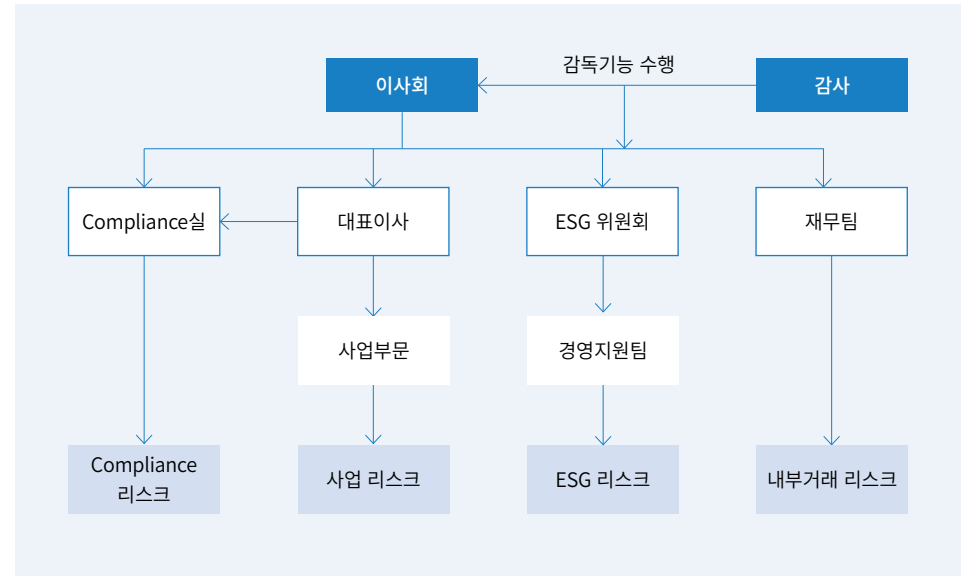 감독기능 수행
이사회
감사
Compliance실
대표이사
ESG 위원회
재무팀
사업부문
경영지원팀
Compliance
리스크
사업 리스크
ESG 리스크
내부거래 리스크